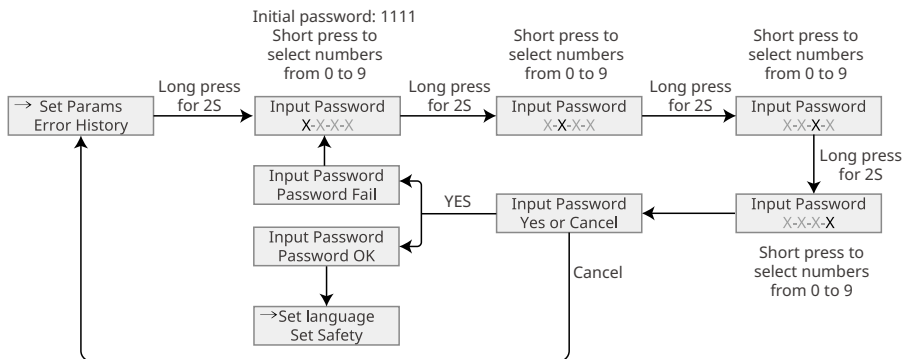 Initial password: 1111
Short press to
select numbers
from 0 to 9
Short press to
select numbers
from 0 to 9
Short press to
select numbers
from 0 to 9
→ Set Params
Error History
Long press
for 2S
Input Password
X-X-X-X
Long press
for 2S
Input Password
X-X-X-X
Long press
for 2S
Input Password
X-X-X-X
Long press
for 2S
Input Password
Password Fail
YES
Input Password
Yes or Cancel
Input Password
X-X-X-X
Input Password
Password OK
Cancel
Short press to
select numbers
from 0 to 9
→Set language
Set Safety